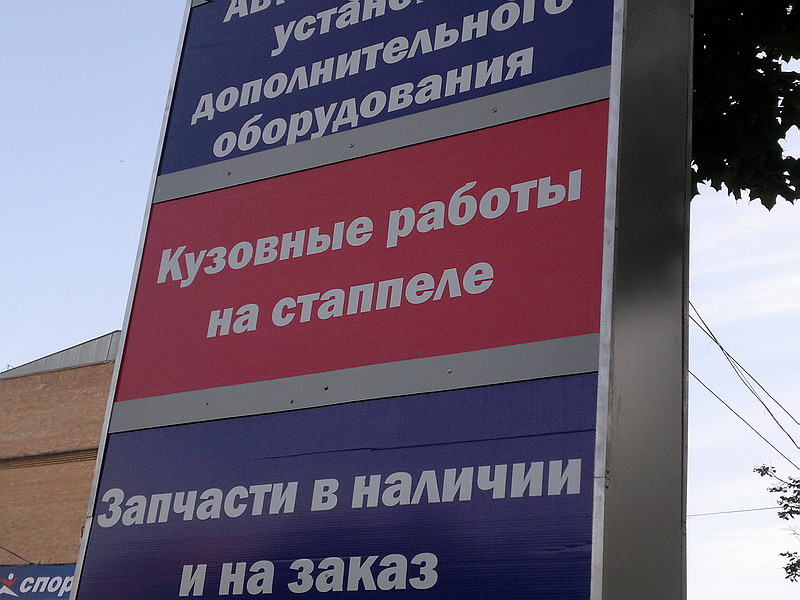 дополнительного
оборудования
Кузовные работы
на стаппеле
Запчасти в наличии
и на заказ